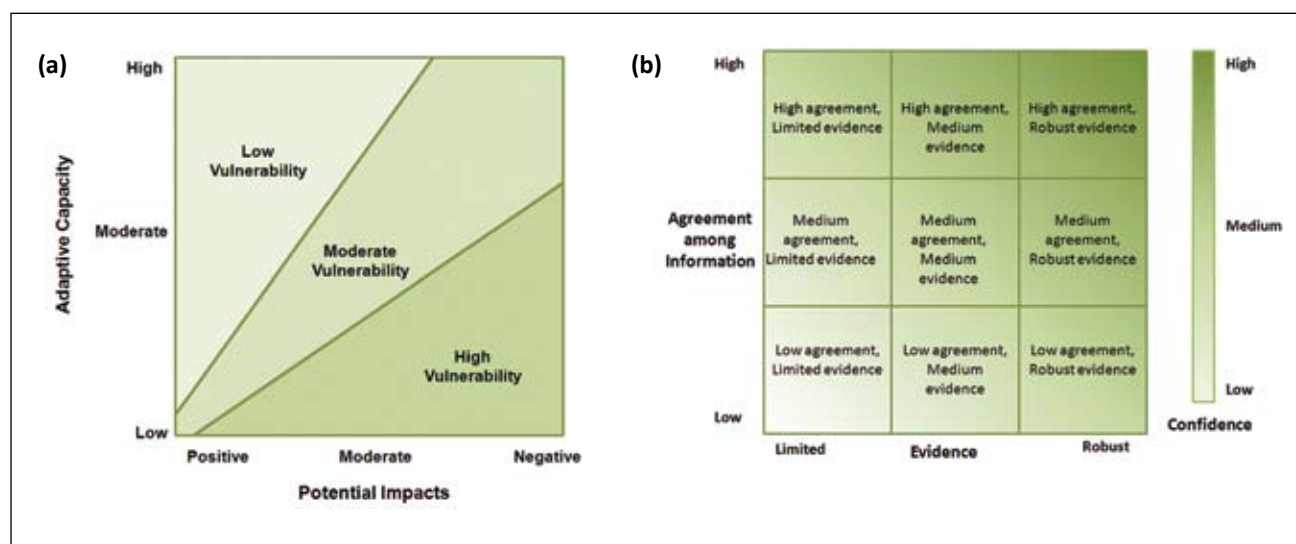 (a)
High
Adaptive Capacity
Moderate
Low
Low
Vulnerability
Moderate
Vulnerability
High
Vulnerability
Positive
Moderate
Negative
Potential Impacts
(b)
High
Agreement
among
Information
Low
High agreement,
Limited evidence
High agreement,
Medium
evidence
High agreement,
Robust evidence
Medium
agreement,
Limited evidence
Medium
agreement,
Medium
evidence
Medium
agreement,
Robust evidence
Low agreement,
Limited evidence
Low agreement,
Medium
evidence
Low agreement,
Robust evidence
Limited
Evidence
Robust
High
Medium
Low
Confidence